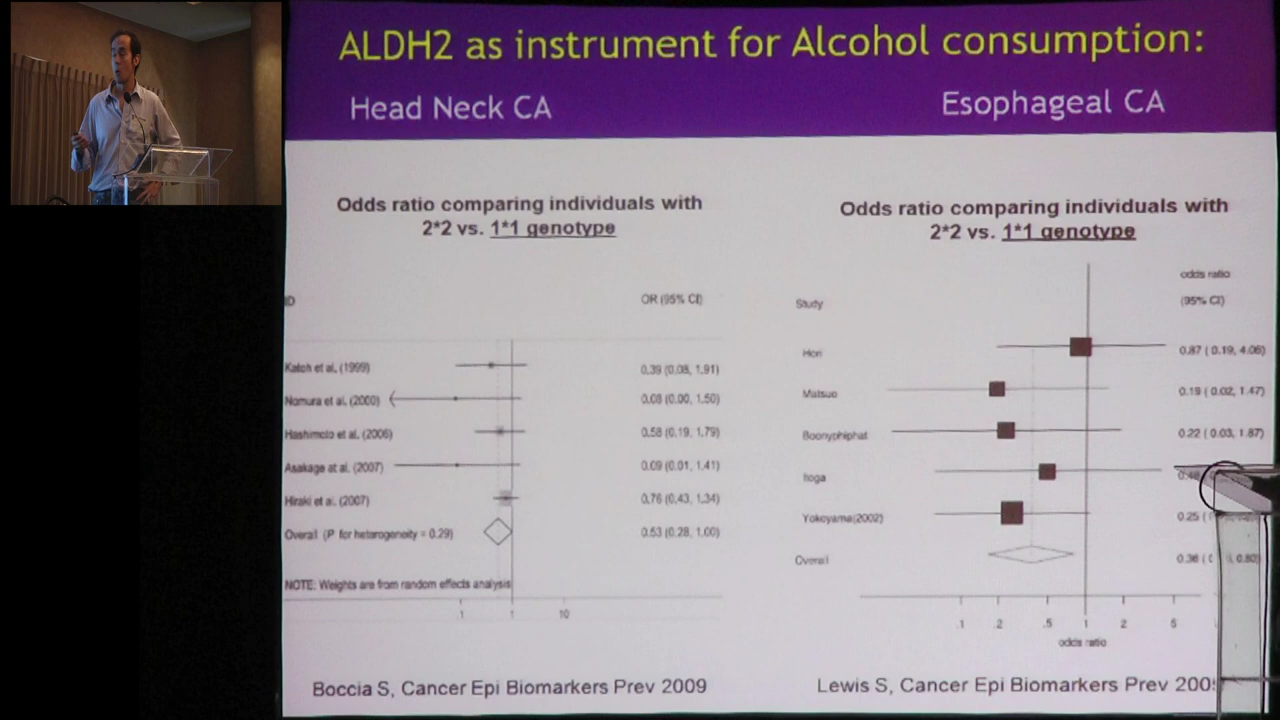 ALDH2 as instrument for Alcohol consumption:
Head Neck CA
Esophageal CA
Odds ratio comparing individuals with
2*2 vs. 1*1 genotype
ID
OR (95% CI)
Katoh et al. (1999)
0.39 (0.08, 1.91)
Nomura et al. (2000)
0.08 (0.00, 1.50)
Hashimoto et al. (2006)
0.58 (0.19, 1.79)
Asakage at al. (2007)
0.09 (0.01, 1.41)
Hiraki et al. (2007)
0.76 (0.43, 1.34)
Overall (P for heterogeneity = 0.29)
0.53 (0.28, 1.00)
NOTE: Weights are from random effects analysis
.1 1 10
Boccia S, Cancer Epi Biomarkers Prev 2009
Odds ratio comparing individuals with
2*2 vs. 1*1 genotype
odds ratio
Study
(95% CI)
Hori
0.87 ( 0.19, 4.06)
Matsuo
0.19 ( 0.02, 1.47)
Boonyphiphat
0.22 ( 0.03, 1.87)
Itoga
Yokoyama(2002)
0.25 (
Overall
0.36 ( 0.80)
.1 .2 .5 1 2 5
odds ratio
Lewis S, Cancer Epi Biomarkers Prev 200